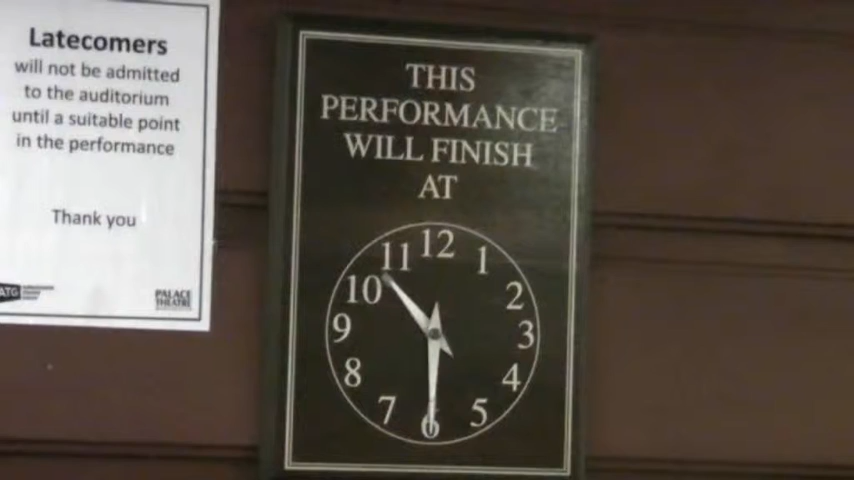 Latecomers
will not be admitted
to the auditorium
until a suitable point
in the performance
Thank you
ATG
PALACE
THEATRE
THIS
PERFORMANCE
WILL FINISH
AT
12
11 1
10 2
9 3
8 4
7 5
6